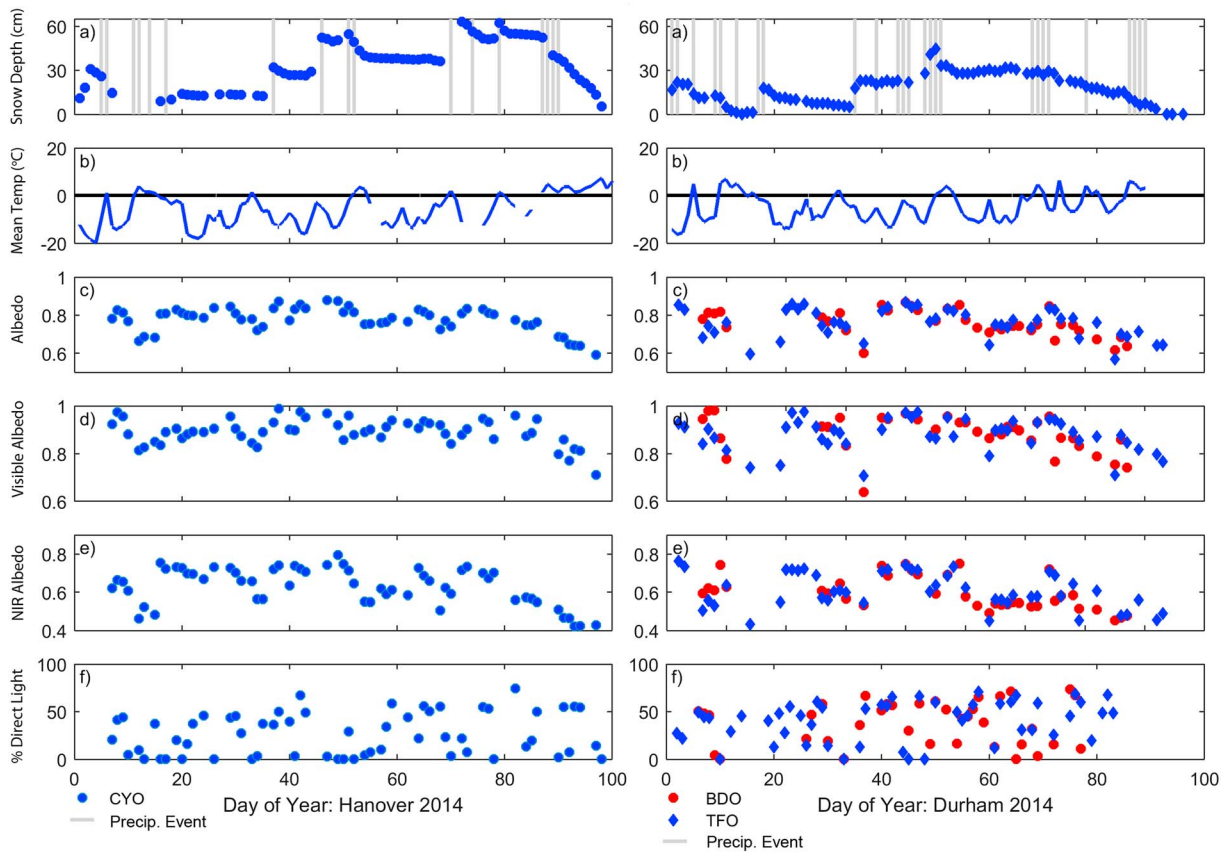 Snow Depth (cm)
60
30
0
a)
a)
60
30
0
Mean Temp (°C)
20
0
-20
b)
b)
20
0
-20
Albedo
1
0.8
0.6
c)
c)
1
0.8
0.6
Visible Albedo
1
0.8
0.6
d)
d)
1
0.8
0.6
NIR Albedo
0.8
0.6
0.4
e)
e)
0.8
0.6
0.4
% Direct Light
100
50
0
f)
f)
100
50
0
0 20 40 60 80 100
0 20 40 60 80 100
Day of Year: Hanover 2014
CYO
Precip. Event
Day of Year: Durham 2014
BDO
TFO
Precip. Event